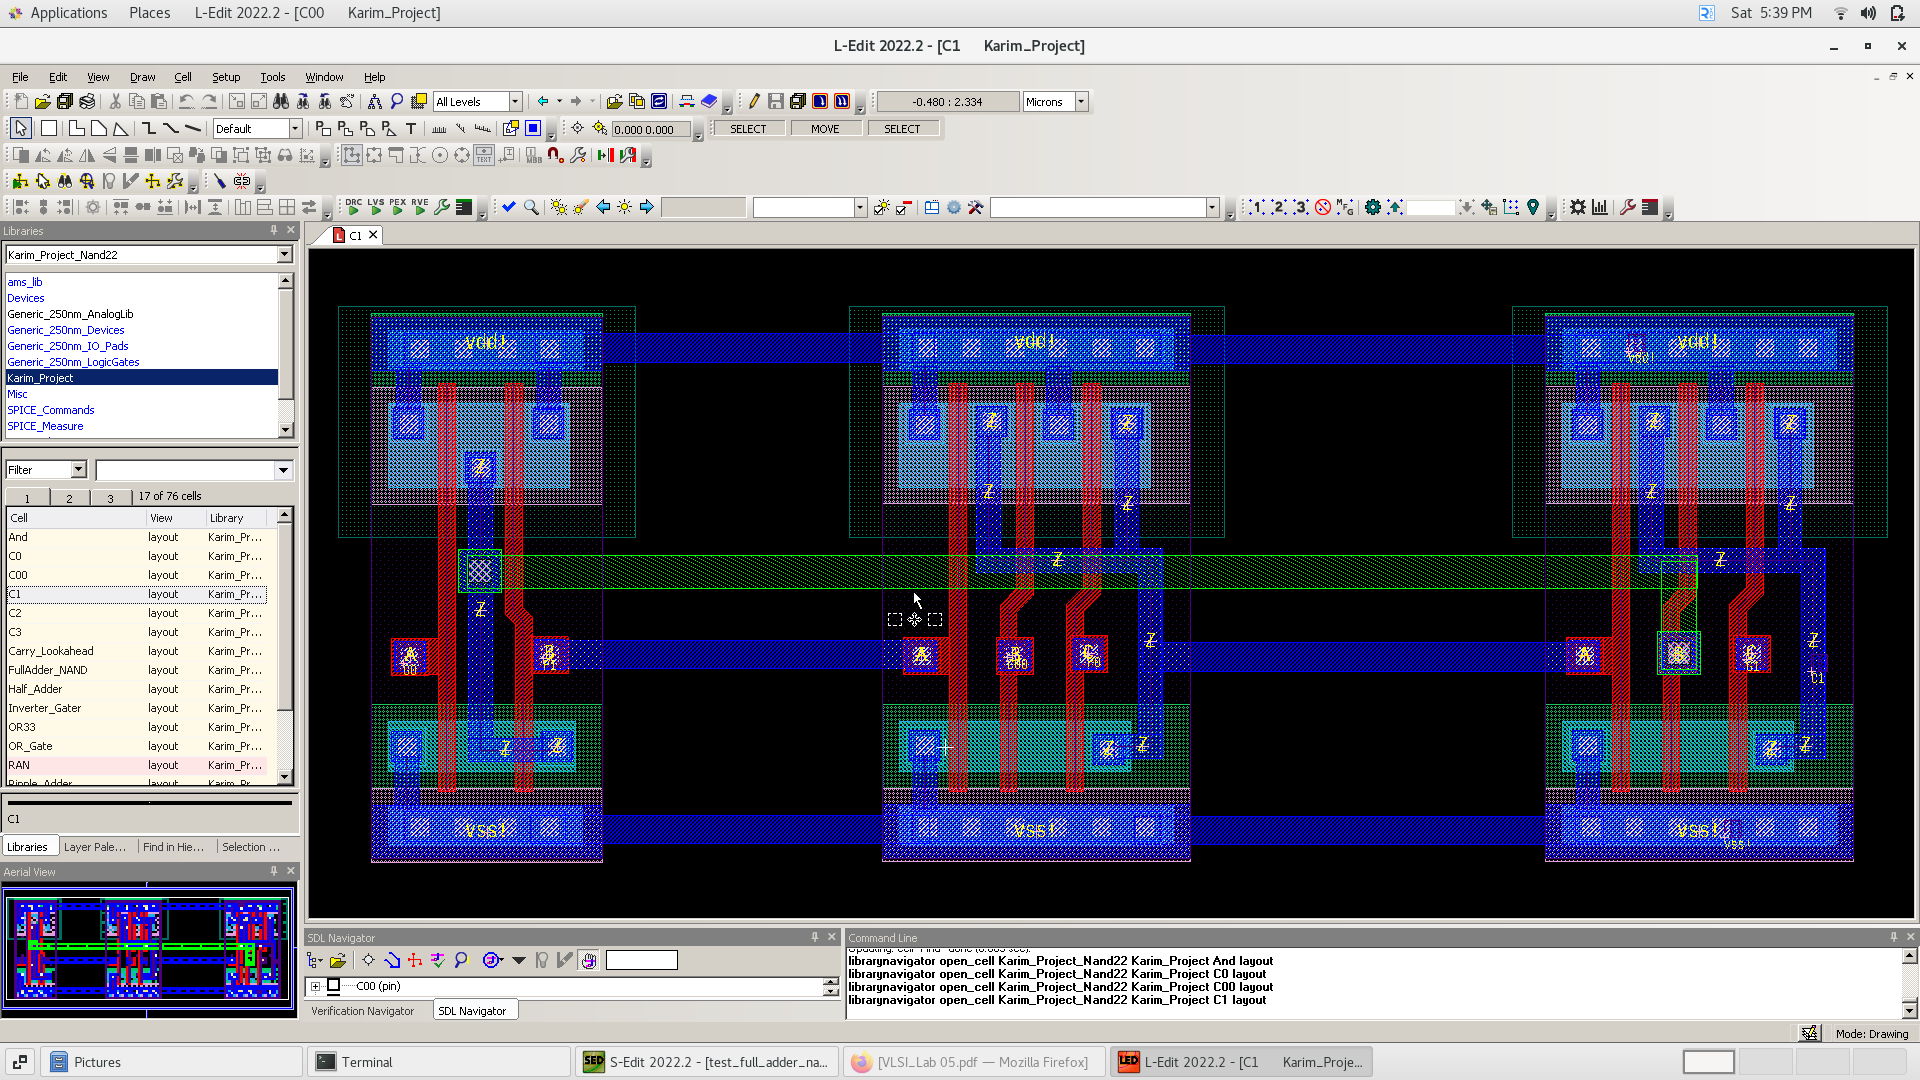 Applications Places L-Edit 2022.2 - [C00 Karim_Project] Sat 5:39 PM
L-Edit 2022.2 - [C1 Karim_Project]
File Edit View Draw Cell Setup Tools Window Help
All Levels -0.480 : 2.334 Microns
Default 0.000 0.000 SELECT MOVE SELECT
DRC LVS PEX RVE
Libraries
C1
Karim_Project_Nand22
ams_lib
Devices
Generic_250nm_AnalogLib
Generic_250nm_Devices
Generic_250nm_IO_Pads
Generic_250nm_LogicGates
Karim_Project
Misc
SPICE_Commands
SPICE_Measure
Filter
1 2 3 17 of 76 cells
Cell View Library
And layout Karim_Pr...
C0 layout Karim_Pr...
C00 layout Karim_Pr...
C1 layout Karim_Pr...
C2 layout Karim_Pr...
C3 layout Karim_Pr...
Carry_Lookahead layout Karim_Pr...
FullAdder_NAND layout Karim_Pr...
Half_Adder layout Karim_Pr...
Inverter_Gater layout Karim_Pr...
OR33 layout Karim_Pr...
OR_Gate layout Karim_Pr...
RAN layout Karim_Pr...
Ripple_Adder layout Karim_Pr...
C1
Libraries Layer Pale... Find in Hie... Selection ...
Aerial View
Vdd! Vdd! Vdd!
Vdd!
Z Z Z Z Z
Z Z Z Z
Z Z
Z Z Z
A B A B C A C
G0 P1 C00 P0 G1
C1
Z Z Z Z Z Z
Vss! Vss! Vss!
Vss!
SDL Navigator
C00 (pin)
Verification Navigator SDL Navigator
Command Line
librarynavigator open_cell Karim_Project_Nand22 Karim_Project And layout
librarynavigator open_cell Karim_Project_Nand22 Karim_Project C0 layout
librarynavigator open_cell Karim_Project_Nand22 Karim_Project C00 layout
librarynavigator open_cell Karim_Project_Nand22 Karim_Project C1 layout
Mode: Drawing
Pictures Terminal S-Edit 2022.2 - [test_full_adder_na... [VLSI_Lab 05.pdf — Mozilla Firefox] L-Edit 2022.2 - [C1 Karim_Proje...